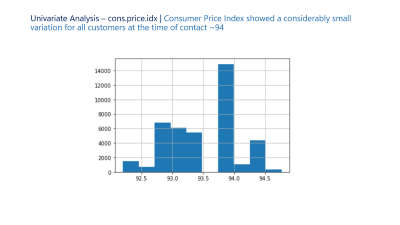 Univariate Analysis – cons.price.idx | Consumer Price Index showed a considerably small
variation for all customers at the time of contact ~94
14000
12000
10000
8000
6000
4000
2000
0
92.5 93.0 93.5 94.0 94.5